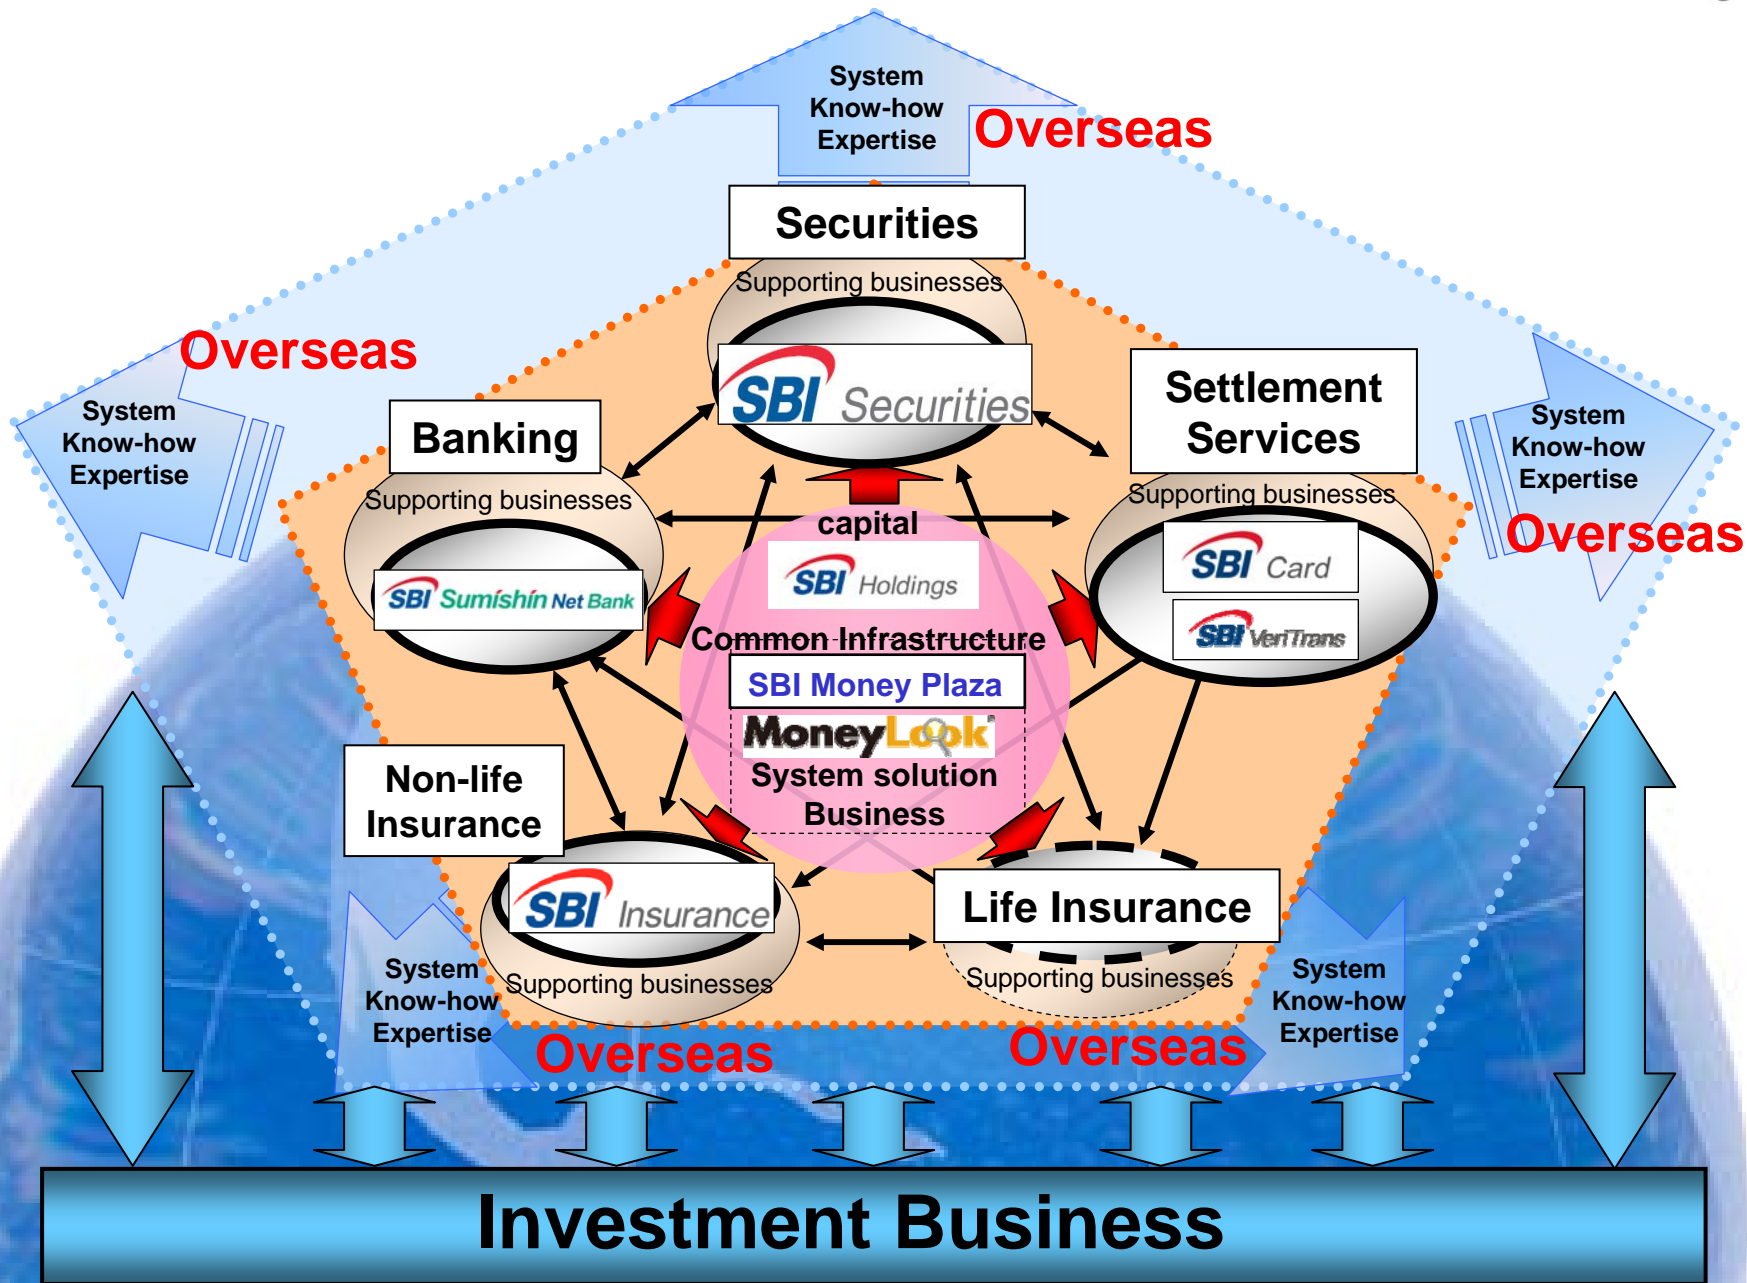 System
Know-how
Expertise
Overseas
Securities
Supporting businesses
SBI Securities
Overseas
System
Know-how
Expertise
Banking
Supporting businesses
SBI Sumishin Net Bank
Settlement
Services
Supporting businesses
SBI Card
SBI VeriTrans
System
Know-how
Expertise
Overseas
capital
SBI Holdings
Common Infrastructure
SBI Money Plaza
MoneyLook®
System solution
Business
Non-life
Insurance
SBI Insurance
Supporting businesses
Life Insurance
Supporting businesses
System
Know-how
Expertise
Overseas
Overseas
System
Know-how
Expertise
Investment Business